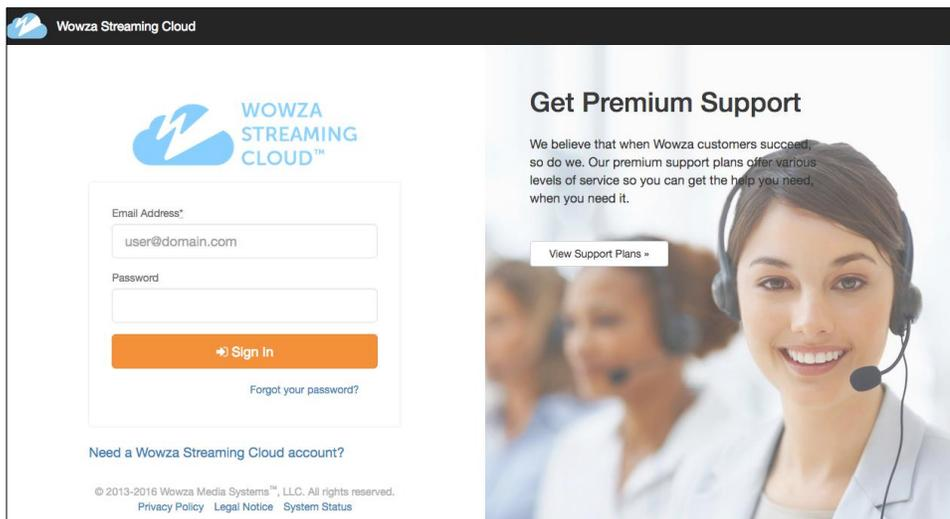 Wowza Streaming Cloud
WOWZA
STREAMING
CLOUD™
Email Address*
user@domain.com
Password
Sign In
Forgot your password?
Need a Wowza Streaming Cloud account?
© 2013-2016 Wowza Media Systems™, LLC. All rights reserved.
Privacy Policy Legal Notice System Status
Get Premium Support
We believe that when Wowza customers succeed,
so do we. Our premium support plans offer various
levels of service so you can get the help you need,
when you need it.
View Support Plans »